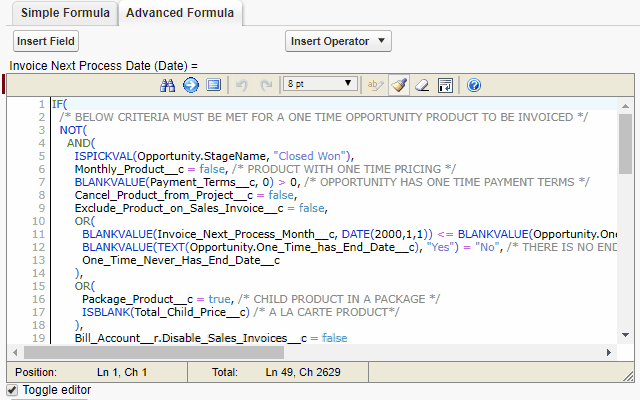 Simple Formula Advanced Formula
Insert Field Insert Operator
Invoice Next Process Date (Date) =
8 pt
1 IF(
2 /* BELOW CRITERIA MUST BE MET FOR A ONE TIME OPPORTUNITY PRODUCT TO BE INVOICED */
3 NOT(
4 AND(
5 ISPICKVAL(Opportunity.StageName, "Closed Won"),
6 Monthly_Product__c = false, /* PRODUCT WITH ONE TIME PRICING */
7 BLANKVALUE(Payment_Terms__c, 0) > 0, /* OPPORTUNITY HAS ONE TIME PAYMENT TERMS */
8 Cancel_Product_from_Project__c = false,
9 Exclude_Product_on_Sales_Invoice__c = false,
10 OR(
11 BLANKVALUE(Invoice_Next_Process_Month__c, DATE(2000,1,1)) <= BLANKVALUE(Opportunity.One
12 BLANKVALUE(TEXT(Opportunity.One_Time_has_End_Date__c), "Yes") = "No", /* THERE IS NO END
13 One_Time_Never_Has_End_Date__c
14 ),
15 OR(
16 Package_Product__c = true, /* CHILD PRODUCT IN A PACKAGE */
17 ISBLANK(Total_Child_Price__c) /* A LA CARTE PRODUCT*/
18 ),
19 Bill_Account__r.Disable_Sales_Invoices__c = false
Position: Ln 1, Ch 1 Total: Ln 49, Ch 2629
Toggle editor